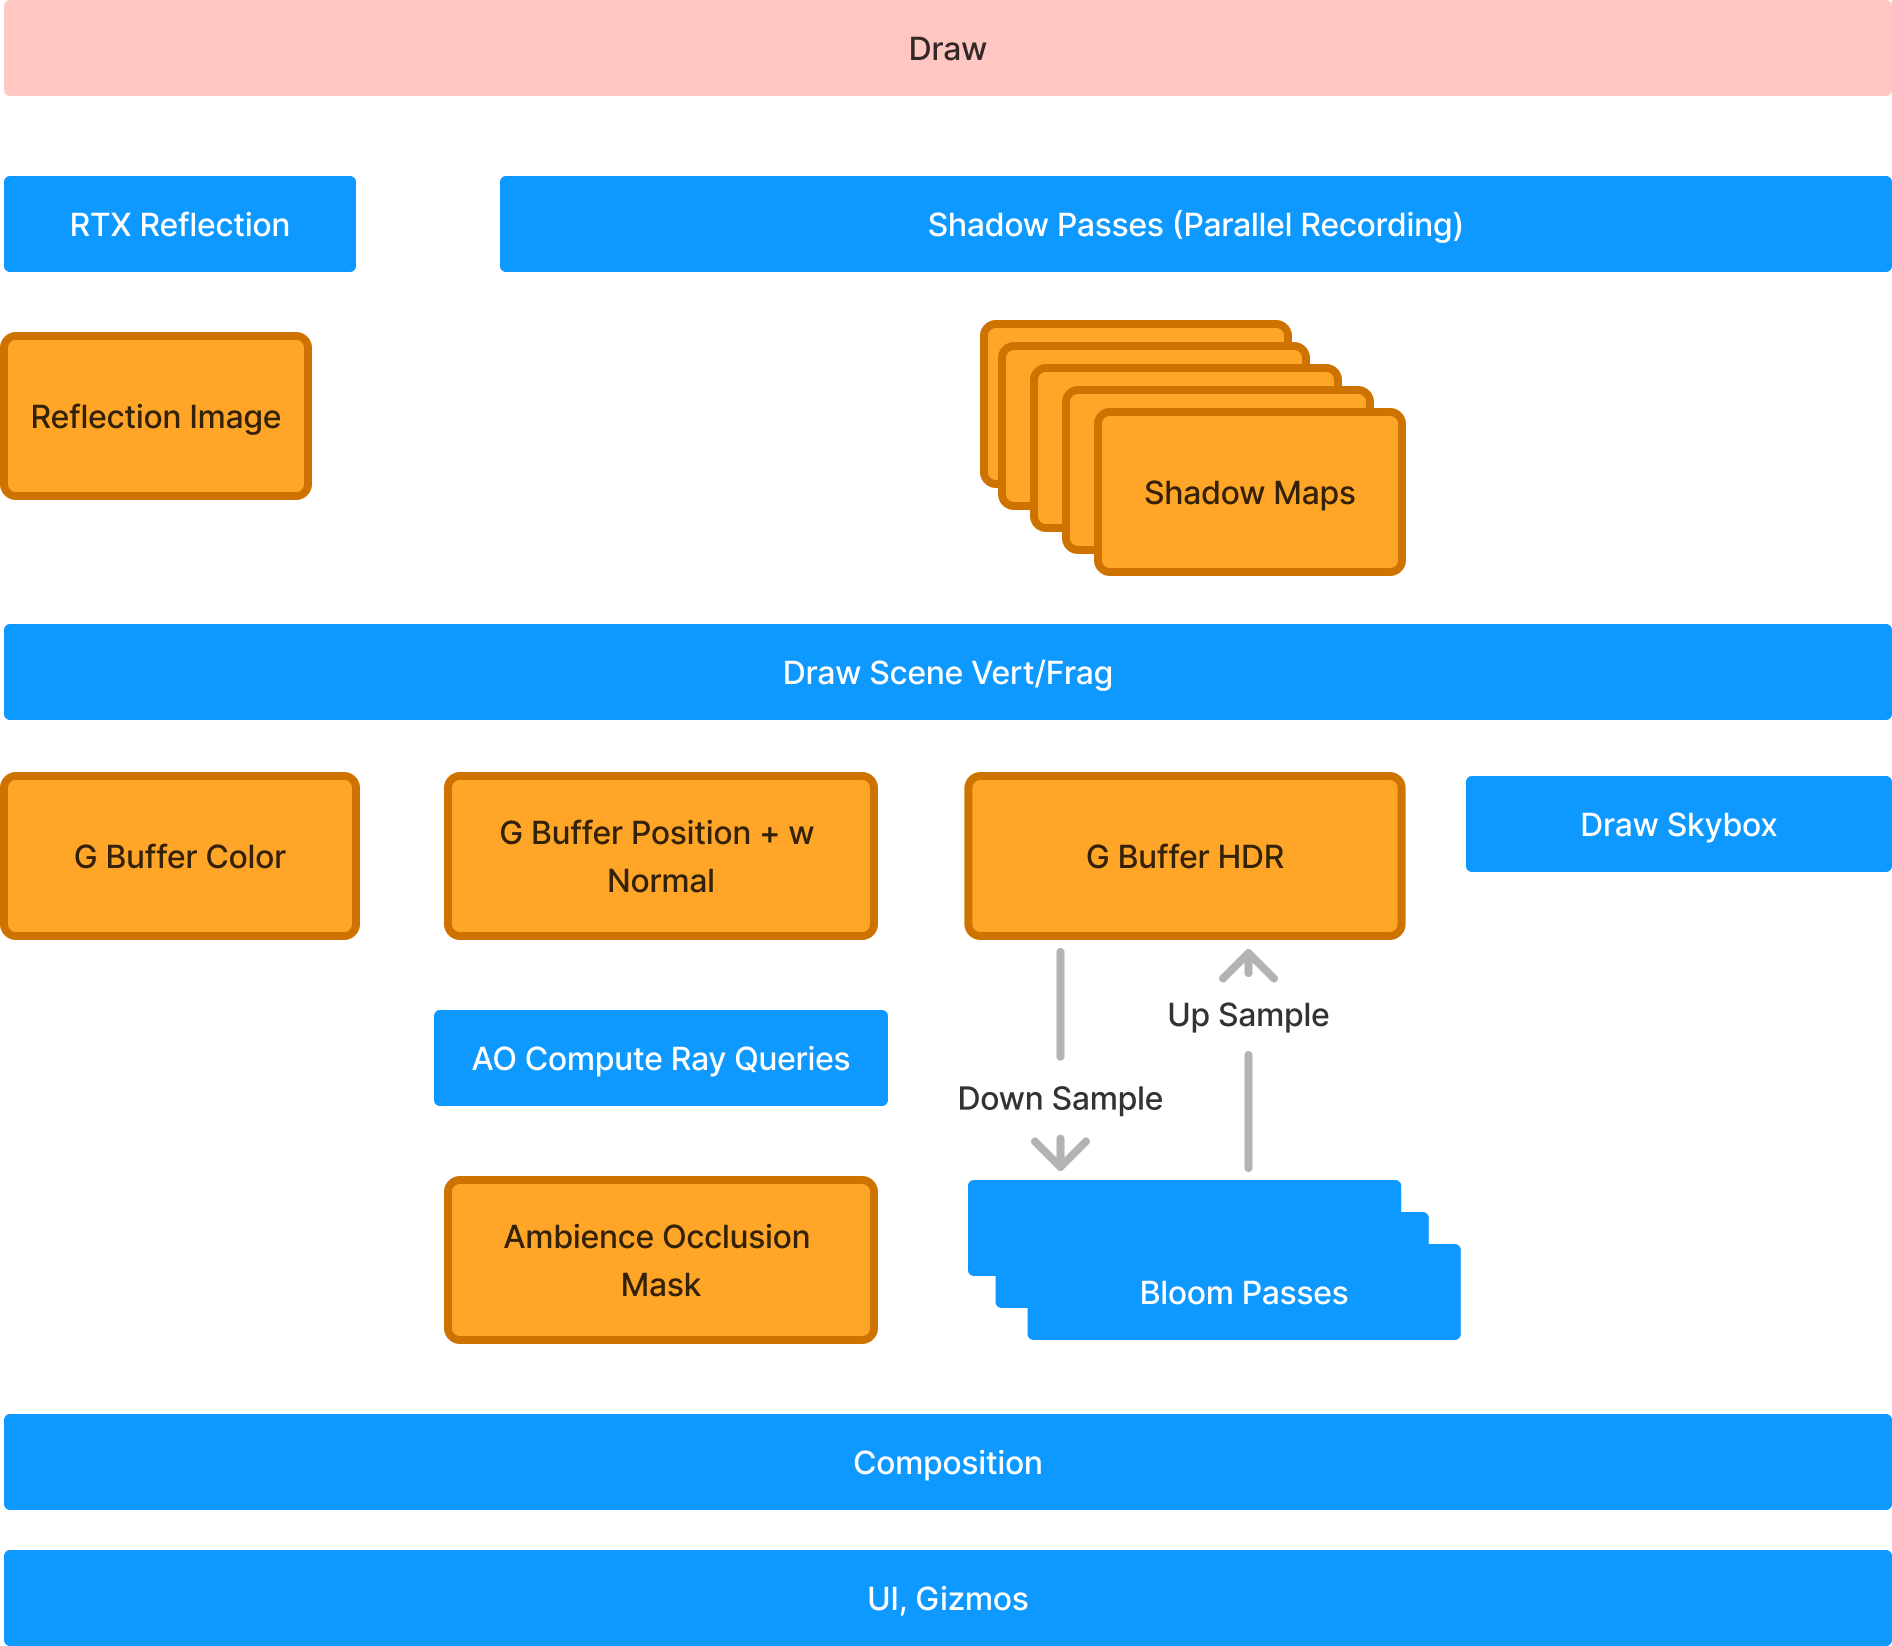 Draw
RTX Reflection
Shadow Passes (Parallel Recording)
Reflection Image
Shadow Maps
Draw Scene Vert/Frag
G Buffer Color
G Buffer Position + w
Normal
G Buffer HDR
Draw Skybox
AO Compute Ray Queries
Up Sample
Down Sample
Ambience Occlusion
Mask
Bloom Passes
Composition
UI, Gizmos